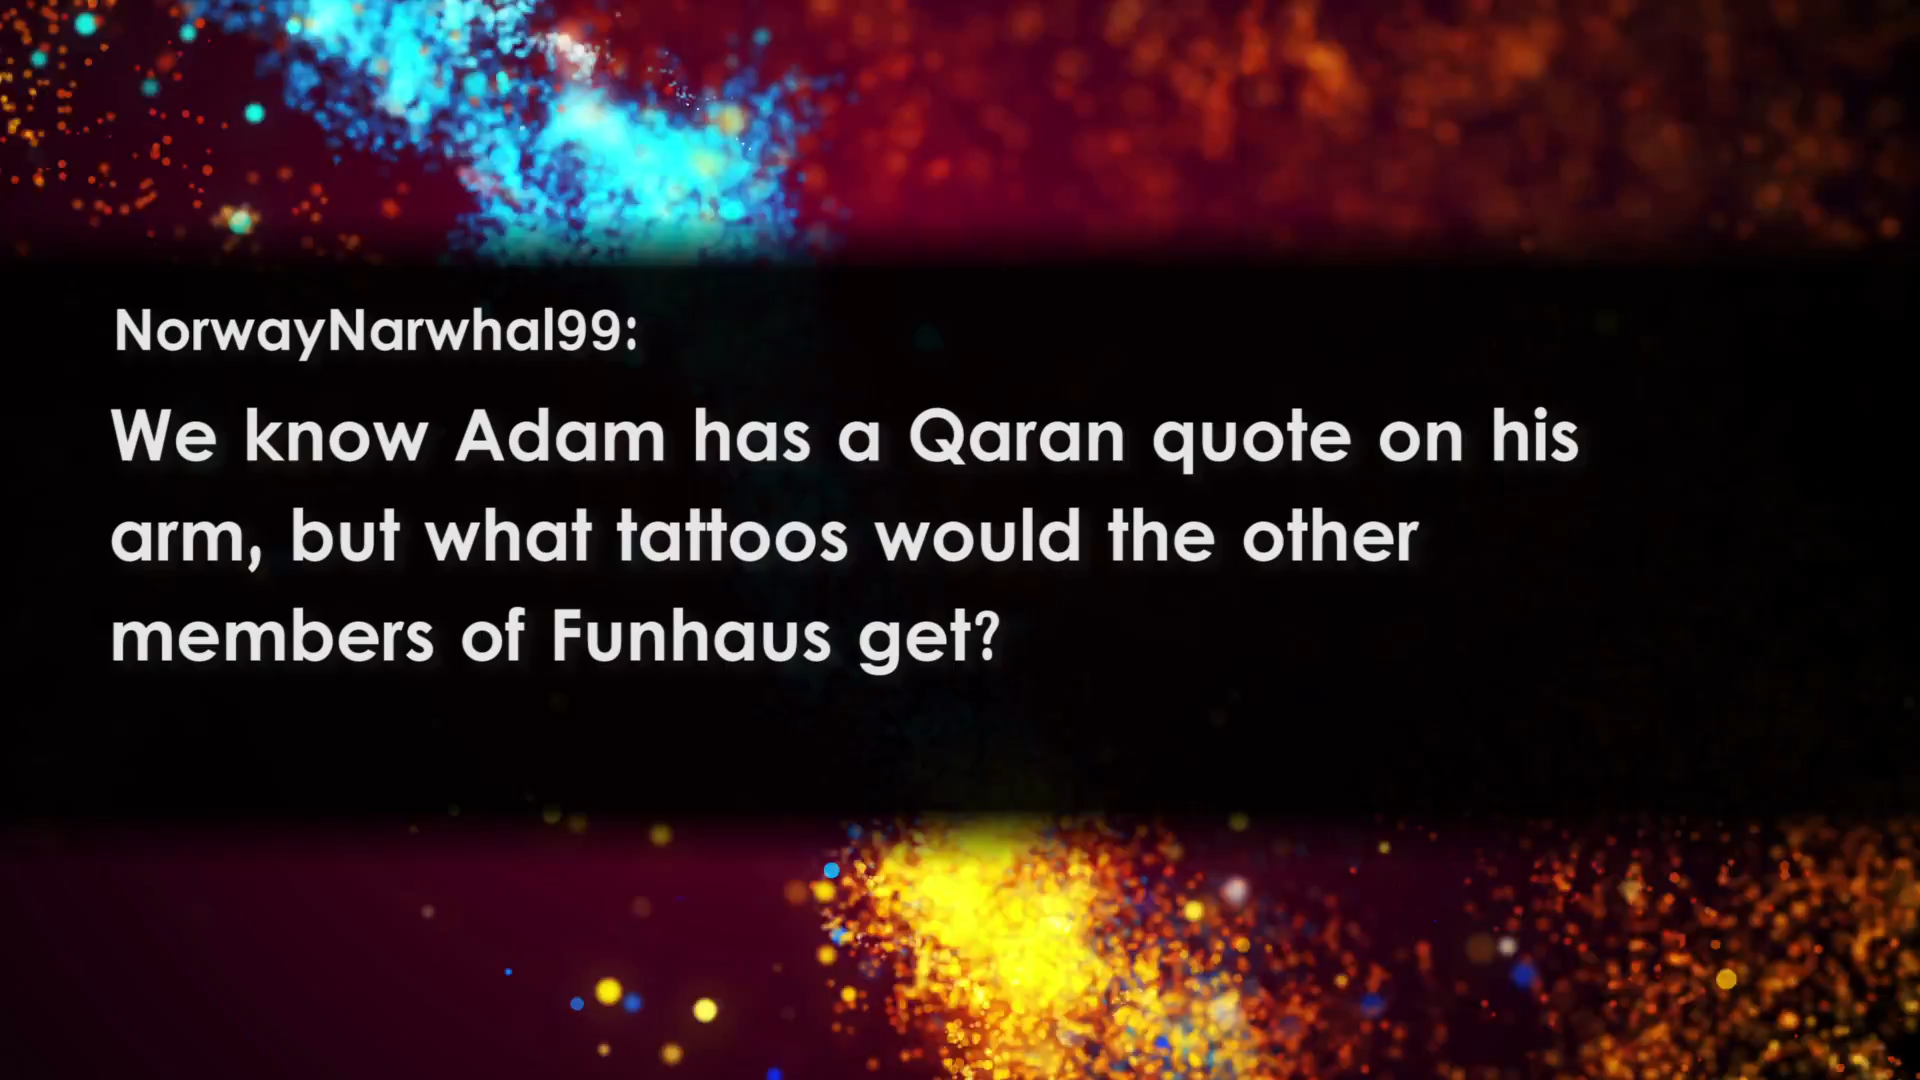 NorwayNarwhal99:
We know Adam has a Qaran quote on his
arm, but what tattoos would the other
members of Funhaus get?